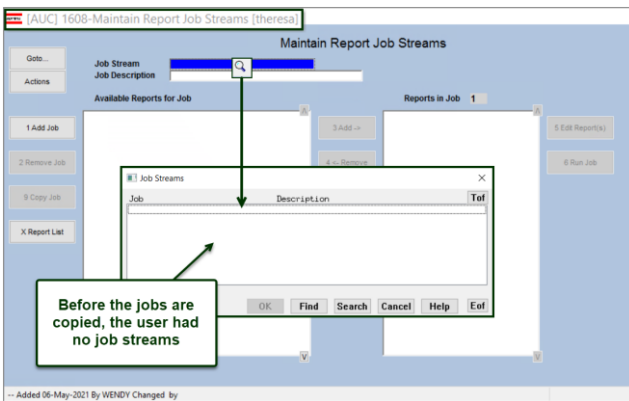 [AUC] 1608-Maintain Report Job Streams [theresa]
Maintain Report Job Streams
Goto...
Actions
Job Stream
Job Description
Available Reports for Job
Reports in Job 1
1 Add Job
3 Add ->
5 Edit Report(s)
2 Remove Job
4 <- Remove
6 Run Job
9 Copy Job
X Report List
Job Streams
Job Description Tof
OK Find Search Cancel Help Eof
Before the jobs are
copied, the user had
no job streams
-- Added 06-May-2021 By WENDY Changed by